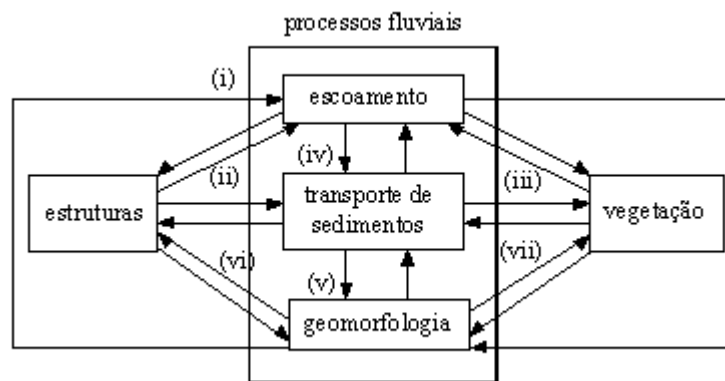 processos fluviais
(i)
escoamento
(iv)
(ii)
(iii)
estruturas
transporte de
sedimentos
vegetação
(vi)
(v)
(vii)
geomorfologia